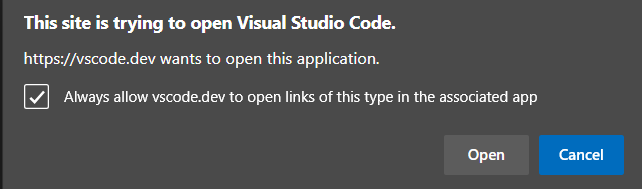 This site is trying to open Visual Studio Code.
https://vscode.dev wants to open this application.
Always allow vscode.dev to open links of this type in the associated app
Open Cancel